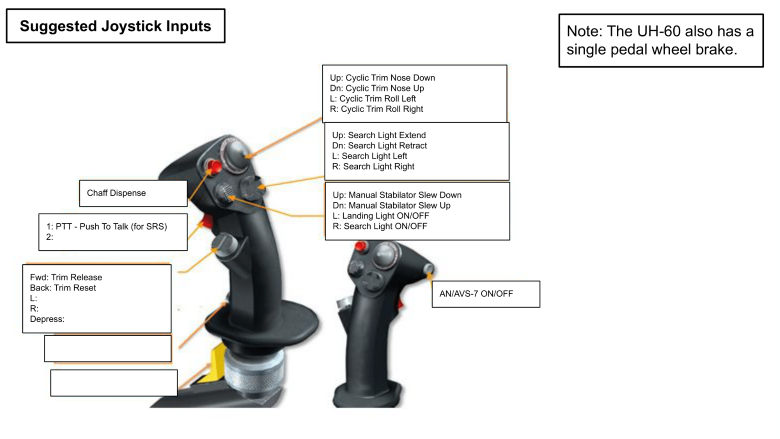 Suggested Joystick Inputs
Note: The UH-60 also has a
single pedal wheel brake.
Up: Cyclic Trim Nose Down
Dn: Cyclic Trim Nose Up
L: Cyclic Trim Roll Left
R: Cyclic Trim Roll Right
Up: Search Light Extend
Dn: Search Light Retract
L: Search Light Left
R: Search Light Right
Chaff Dispense
Up: Manual Stabilator Slew Down
Dn: Manual Stabilator Slew Up
L: Landing Light ON/OFF
R: Search Light ON/OFF
1: PTT - Push To Talk (for SRS)
2:
Fwd: Trim Release
Back: Trim Reset
L:
R:
Depress:
AN/AVS-7 ON/OFF